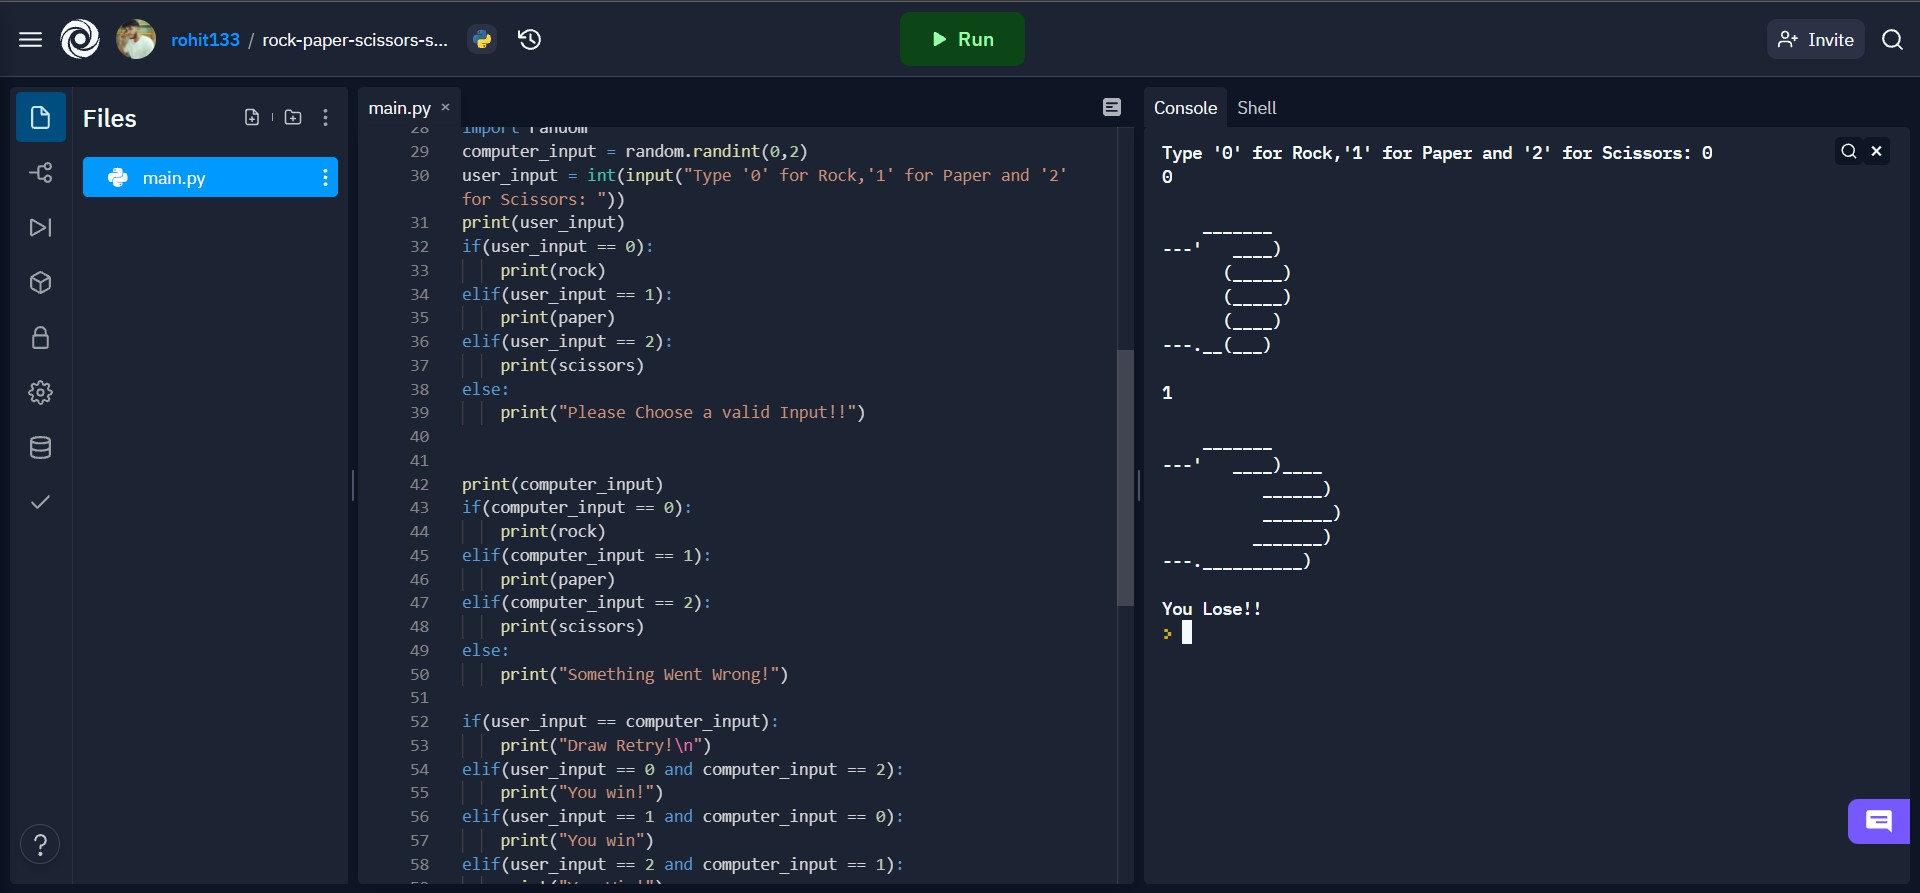 rohit133 / rock-paper-scissors-s...
Run
Invite
Files
main.py
main.py ×
28 import random
29 computer_input = random.randint(0,2)
30 user_input = int(input("Type '0' for Rock,'1' for Paper and '2'
for Scissors: "))
31 print(user_input)
32 if(user_input == 0):
33 print(rock)
34 elif(user_input == 1):
35 print(paper)
36 elif(user_input == 2):
37 print(scissors)
38 else:
39 print("Please Choose a valid Input!!")
40
41
42 print(computer_input)
43 if(computer_input == 0):
44 print(rock)
45 elif(computer_input == 1):
46 print(paper)
47 elif(computer_input == 2):
48 print(scissors)
49 else:
50 print("Something Went Wrong!")
51
52 if(user_input == computer_input):
53 print("Draw Retry!\n")
54 elif(user_input == 0 and computer_input == 2):
55 print("You win!")
56 elif(user_input == 1 and computer_input == 0):
57 print("You win")
58 elif(user_input == 2 and computer_input == 1):
Console Shell
Type '0' for Rock,'1' for Paper and '2' for Scissors: 0
0
    _______
---'   ____)
      (_____)
      (_____)
      (____)
---.__(___)
1
    _______
---'   ____)____
          ______)
          _______)
         _______)
---.__________)
You Lose!!
>
?